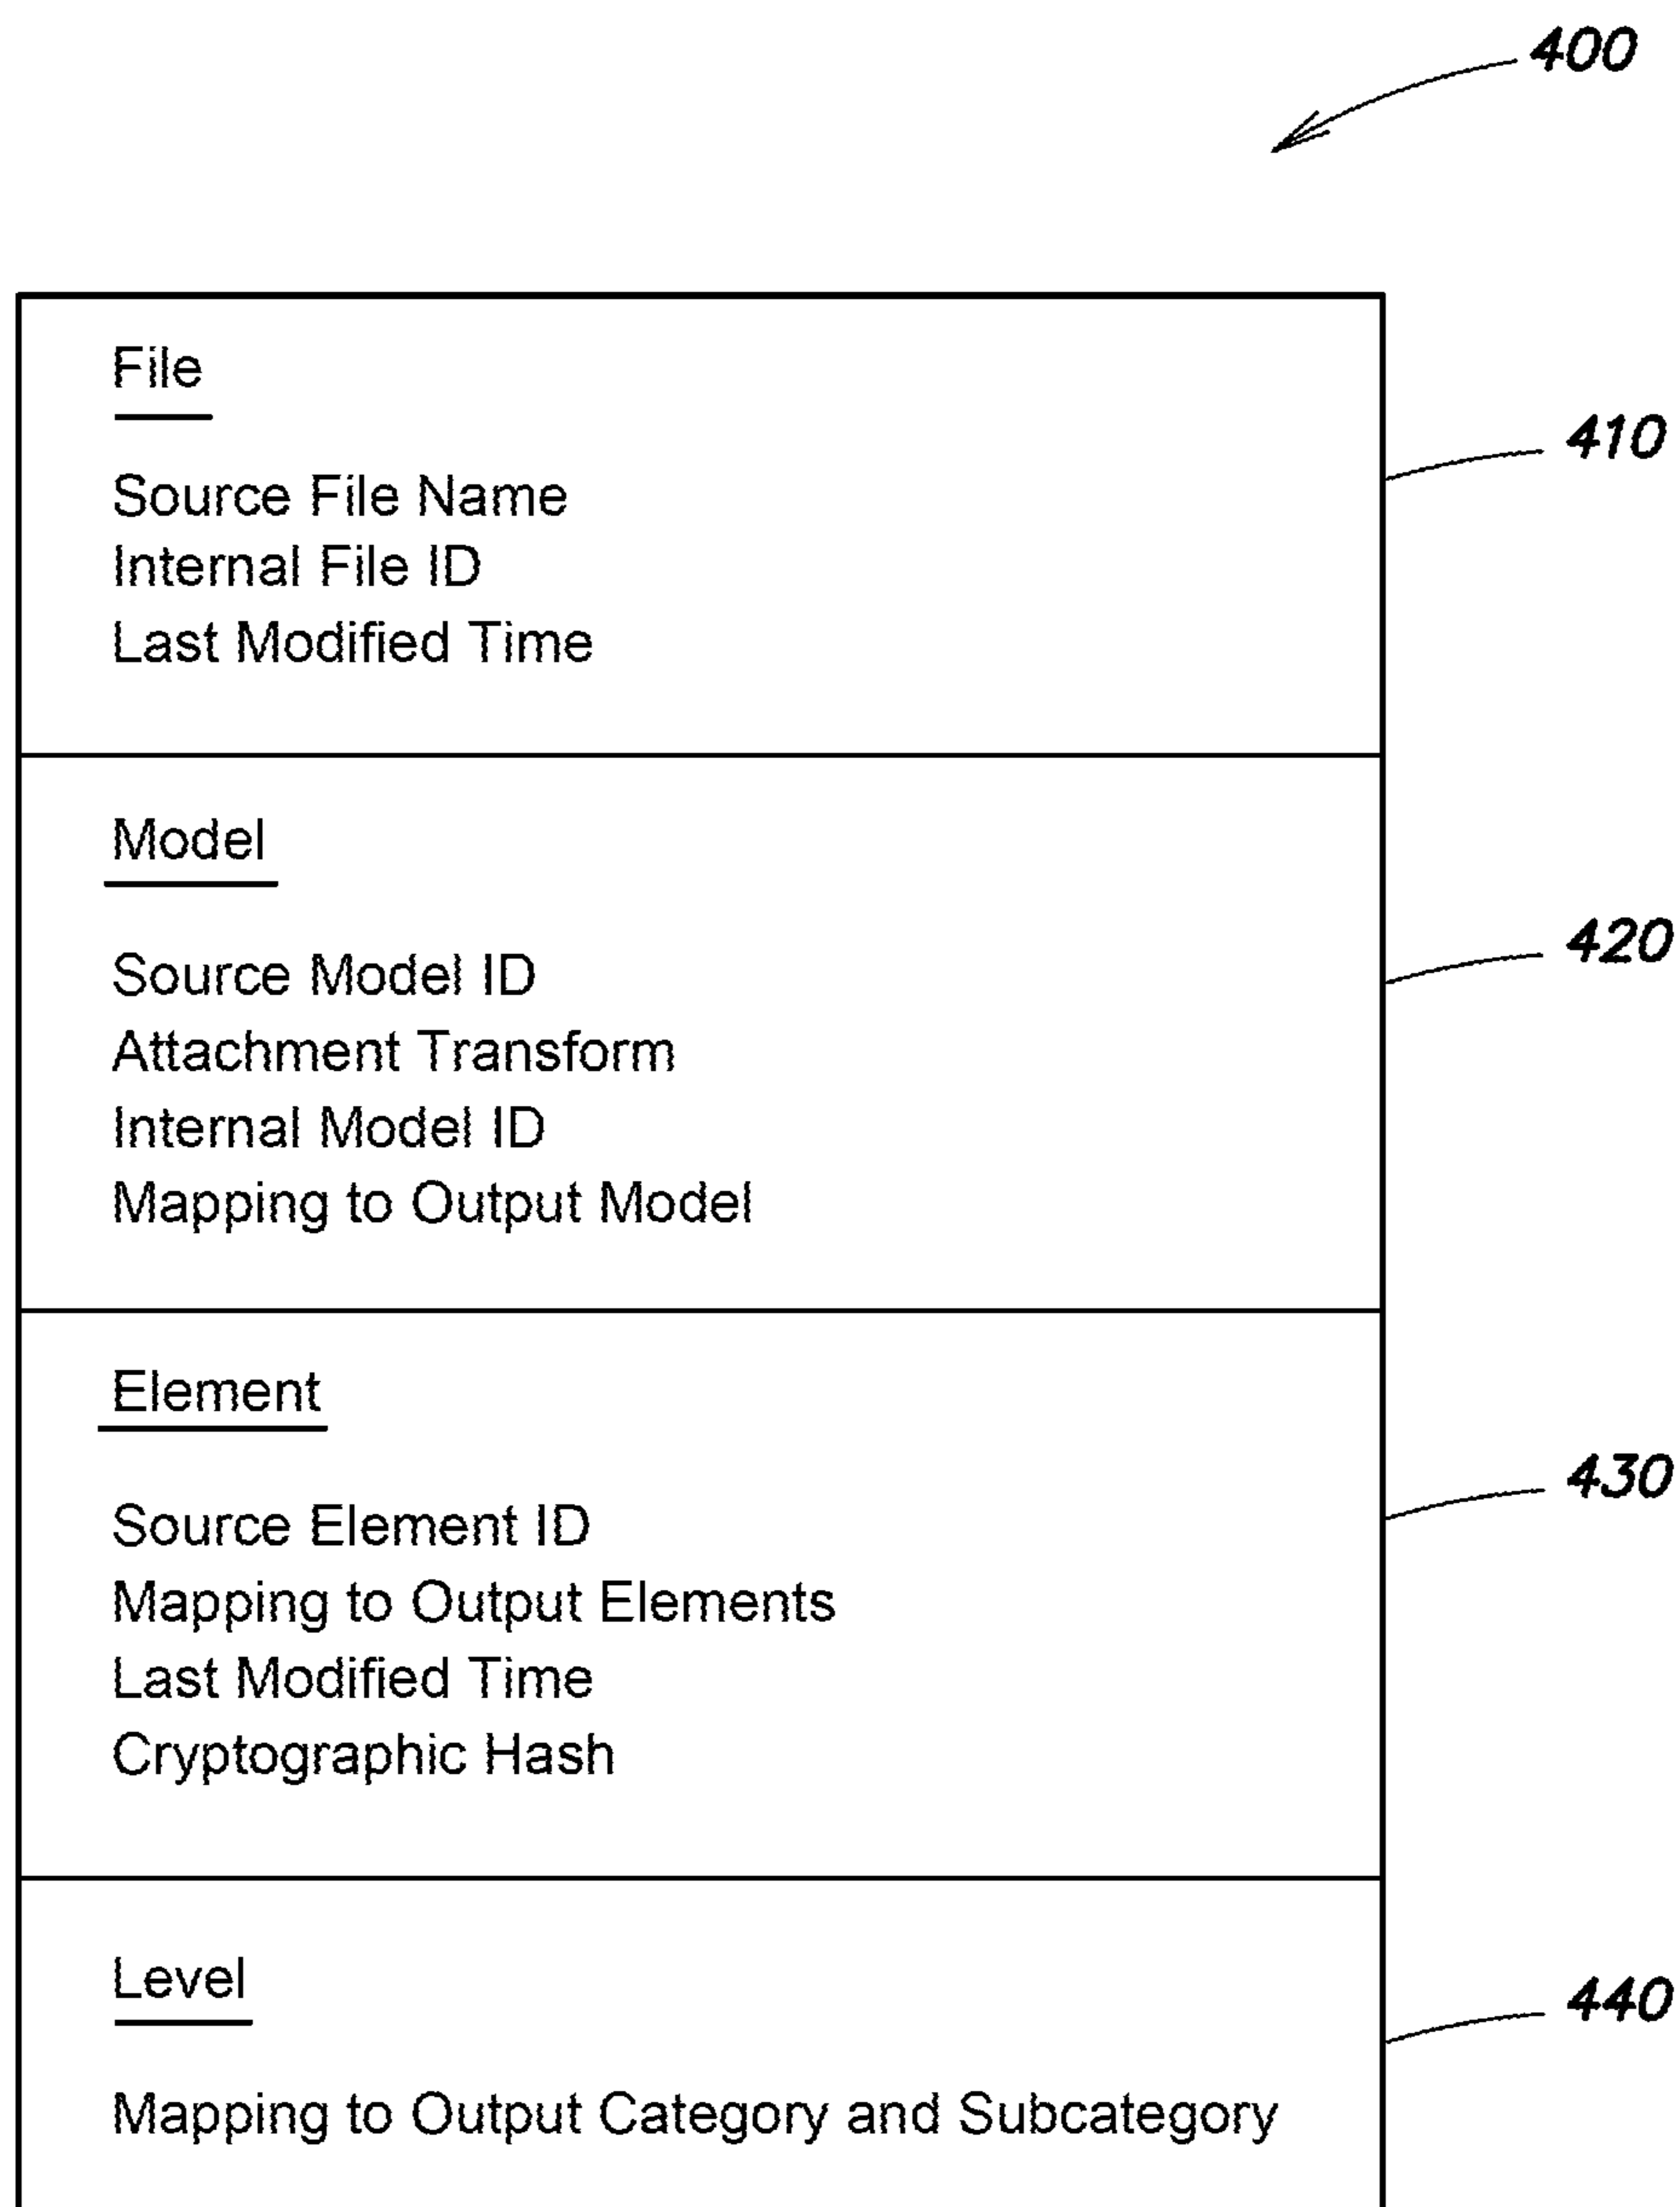 400
File
410
Source File Name
Internal File ID
Last Modified Time
Model
420
Source Model ID
Attachment Transform
Internal Model ID
Mapping to Output Model
Element
430
Source Element ID
Mapping to Output Elements
Last Modified Time
Cryptographic Hash
Level
440
Mapping to Output Category and Subcategory